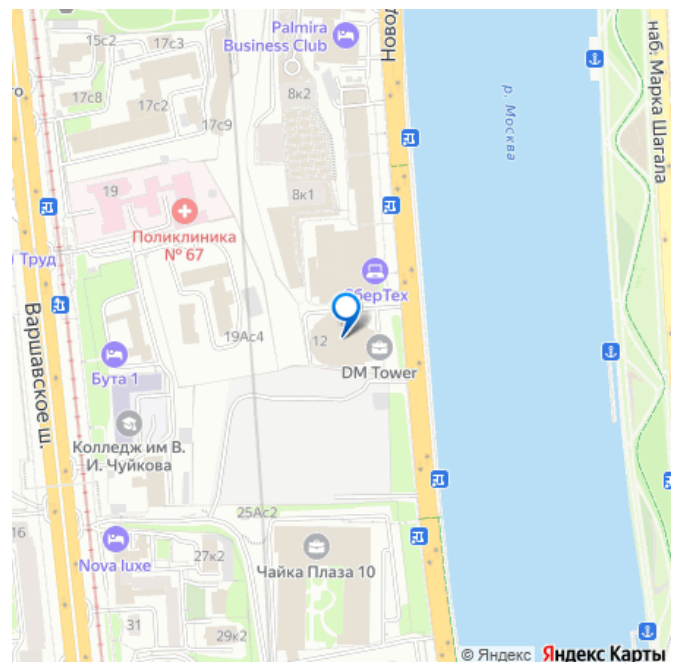 Palmira
Business Club
15с2
17с3
Новод
наб. Марка Шагала
р. Москва
17с8
17с2
17с9
8к2
8к1
19
Поликлиника
№ 67
Труд
СберТех
Варшавское ш.
19Ас4
12
DM Tower
Бута 1
Колледж им В.
И. Чуйкова
25Ас2
16
Nova luxe
27к2
Чайка Плаза 10
31
29к2
© Яндекс Яндекс Карты